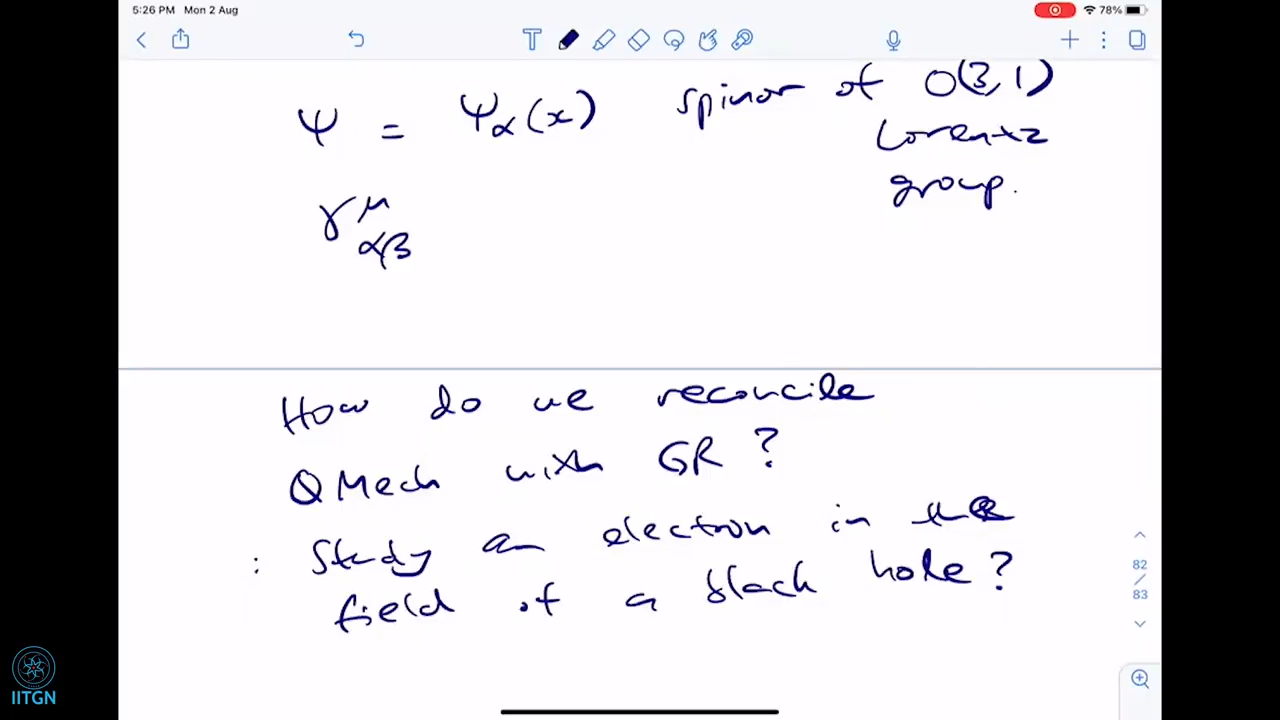 5:26 PM Mon 2 Aug
78%
Ψ = Ψα(x) spinor of O(3,1)
Lorentz
group.
γ^μ_αβ
How do we reconcile
QMech with GR ?
: Study an electron in the
field of a black hole?
82
/
83
IITGN